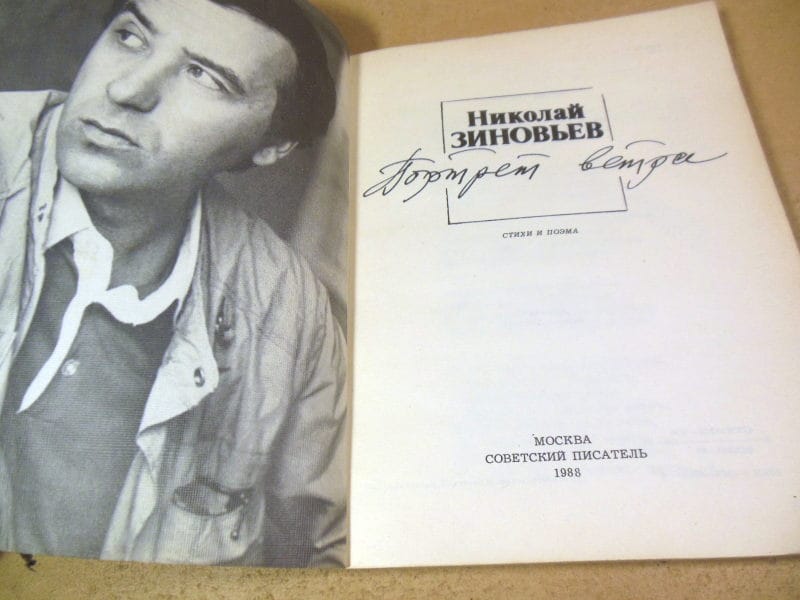 Николай
ЗИНОВЬЕВ
Портрет ветра
СТИХИ И ПОЭМА
МОСКВА
СОВЕТСКИЙ ПИСАТЕЛЬ
1988